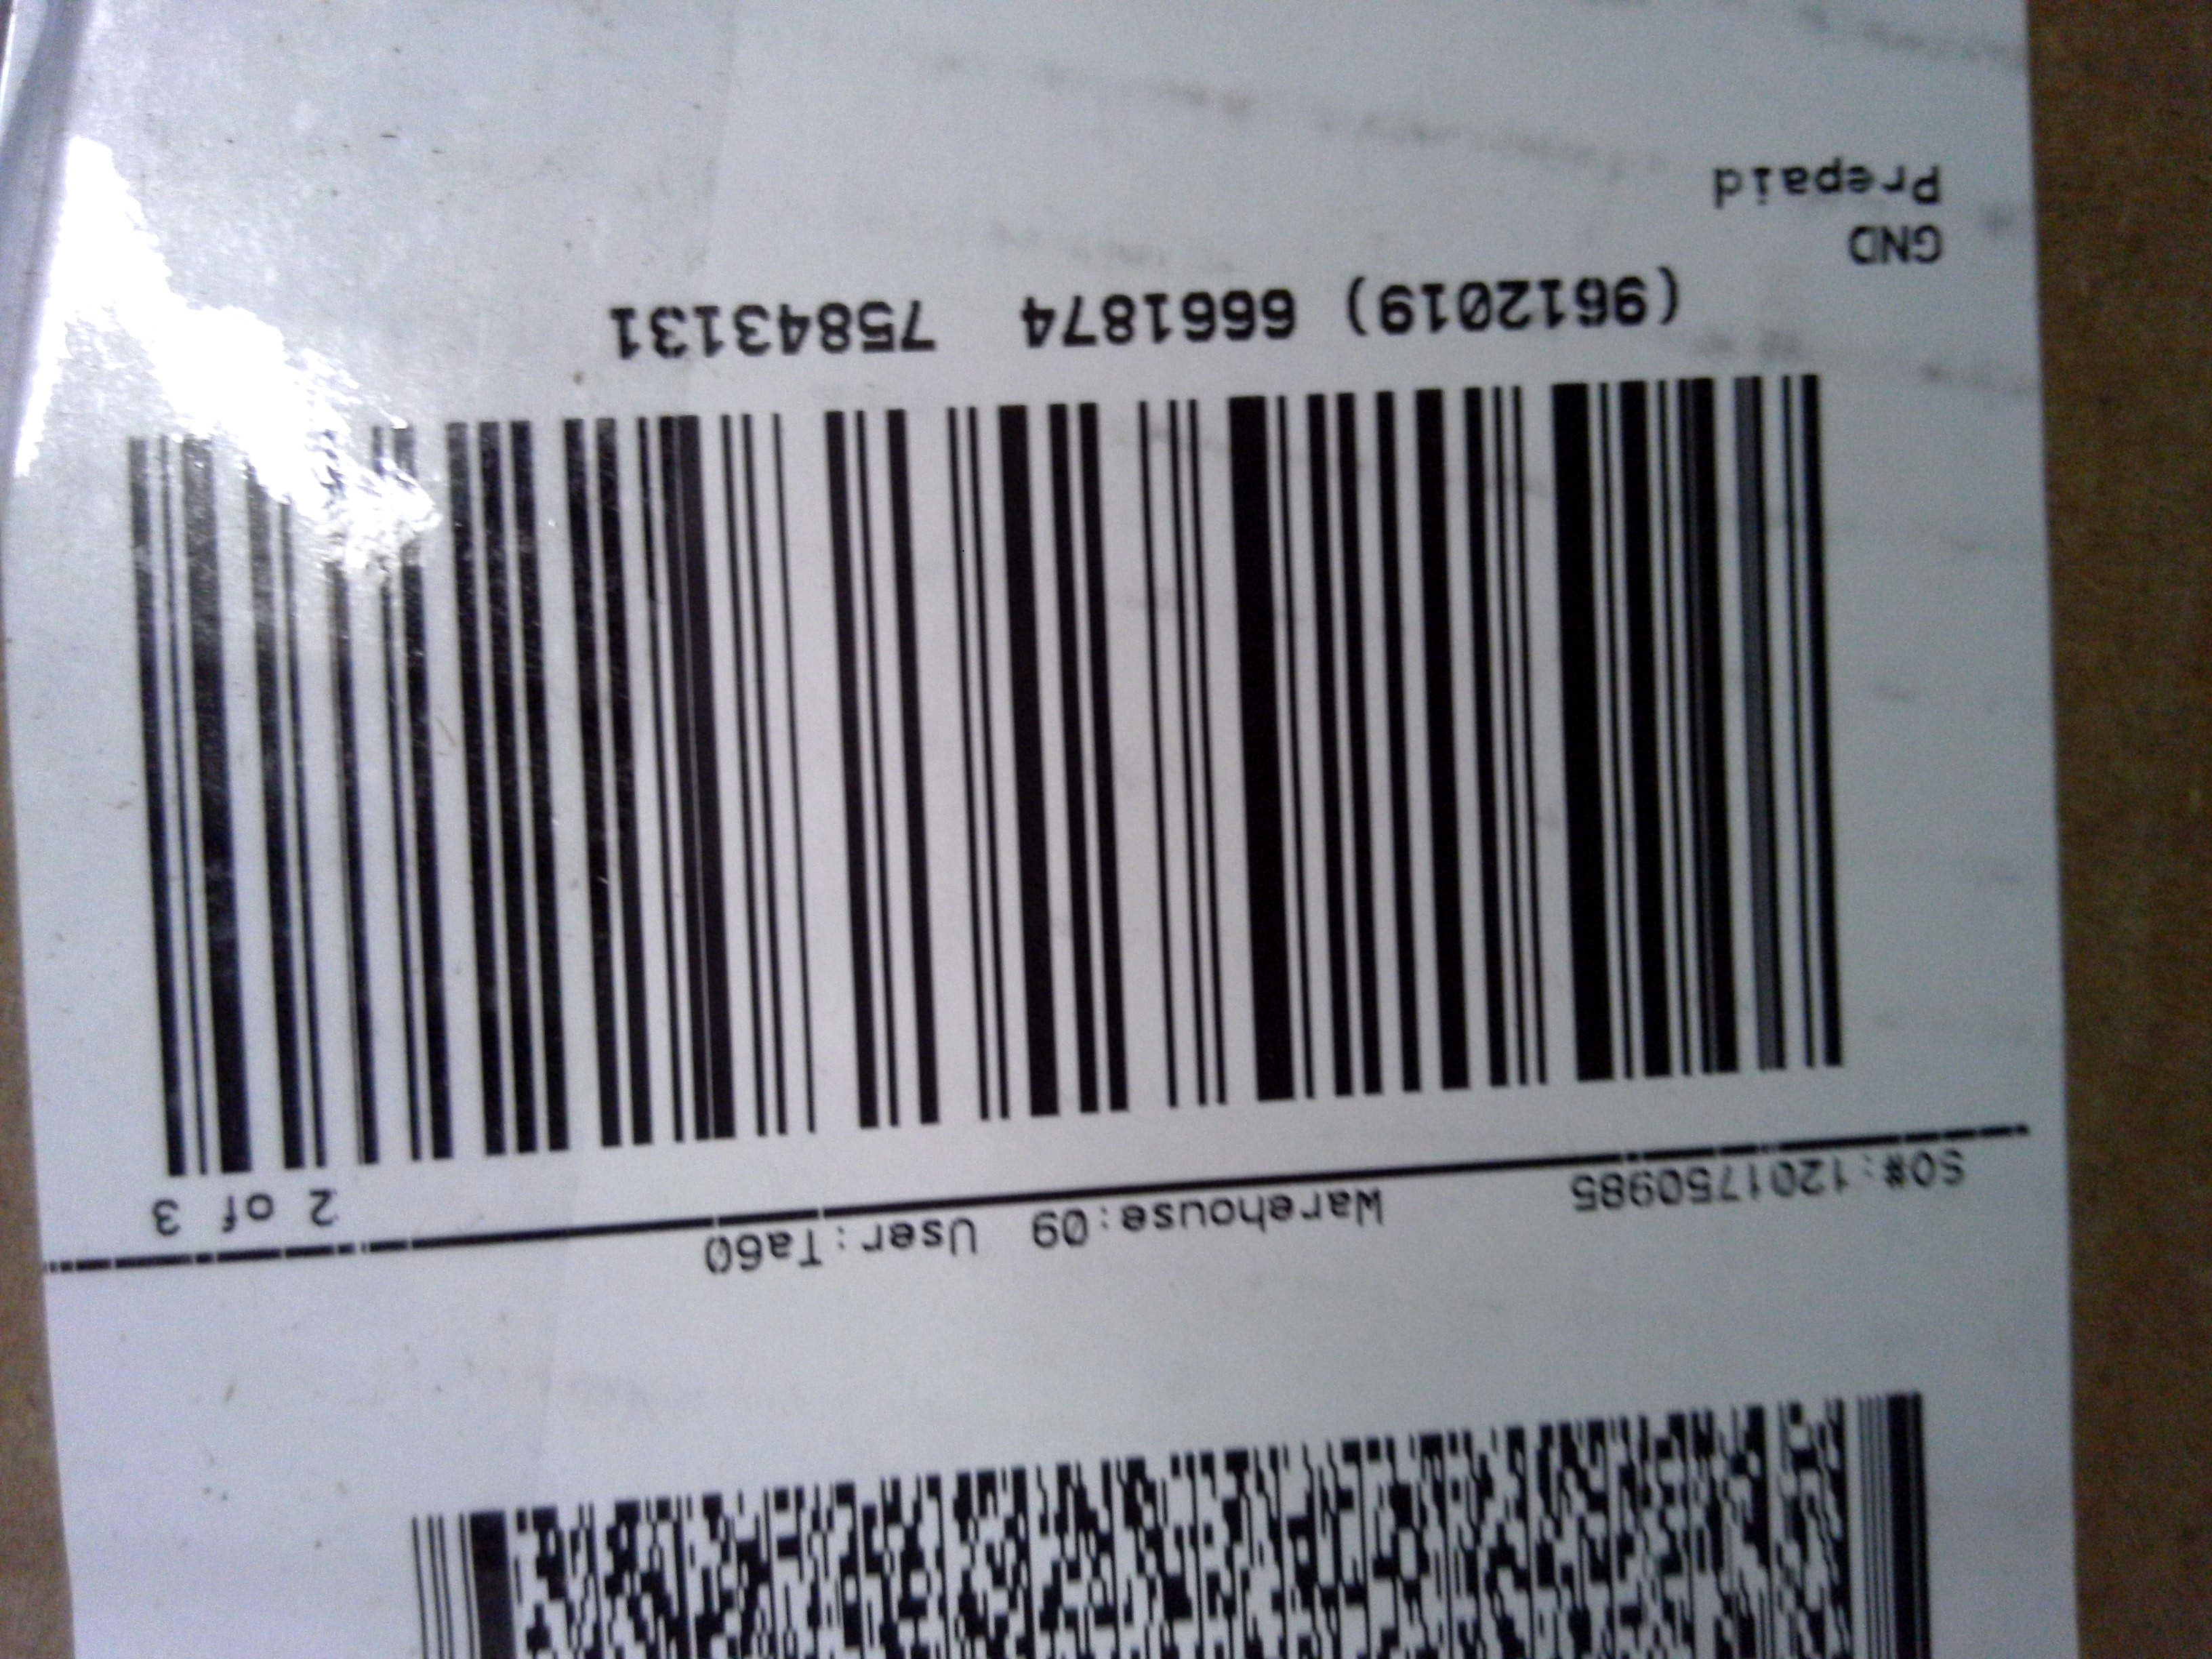 SO#:1201750985 Warehouse:09 User:Ta60
2 of 3
(9612019) 6661874 75843131
GND
Prepaid